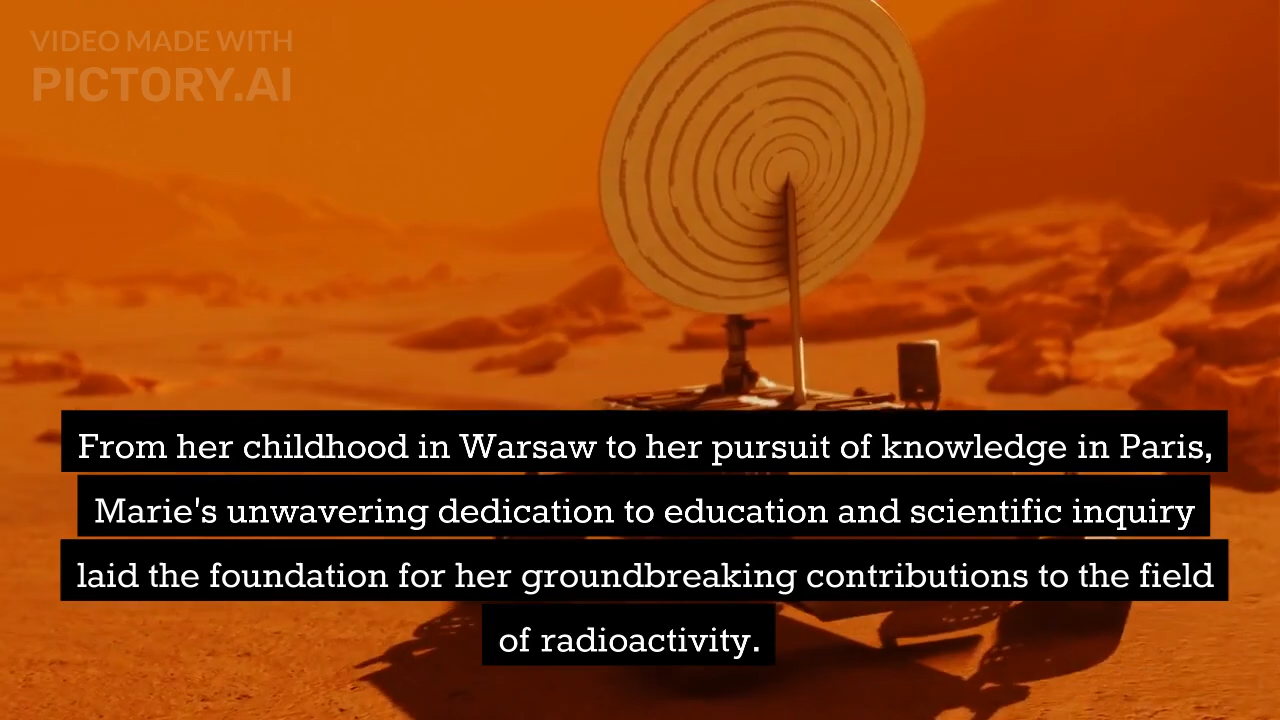 VIDEO MADE WITH
PICTORY.AI
From her childhood in Warsaw to her pursuit of knowledge in Paris,
Marie's unwavering dedication to education and scientific inquiry
laid the foundation for her groundbreaking contributions to the field
of radioactivity.